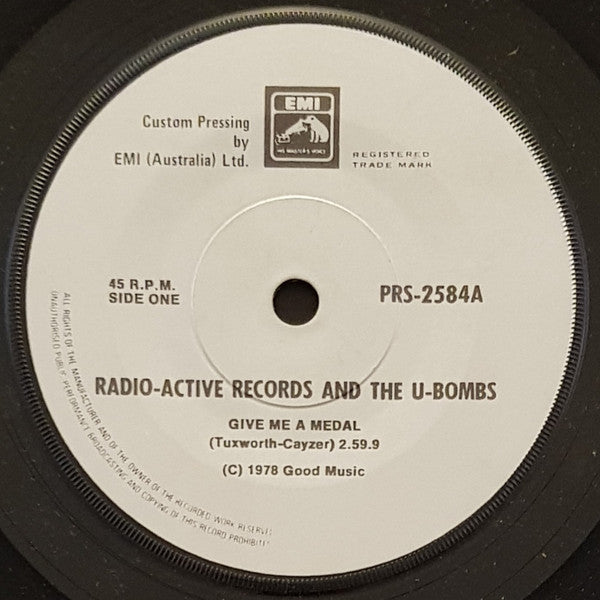 Custom Pressing
by
EMI (Australia) Ltd.
EMI
HIS MASTER'S VOICE
REGISTERED
TRADE MARK
45 R.P.M.
SIDE ONE
PRS-2584A
RADIO-ACTIVE RECORDS AND THE U-BOMBS
GIVE ME A MEDAL
(Tuxworth-Cayzer) 2.59.9
(C) 1978 Good Music
ALL RIGHTS OF THE MANUFACTURER AND OF THE OWNER OF THE RECORDED WORK RESERVED
UNAUTHORISED PUBLIC PERFORMANCE BROADCASTING AND COPYING OF THIS RECORD PROHIBITED